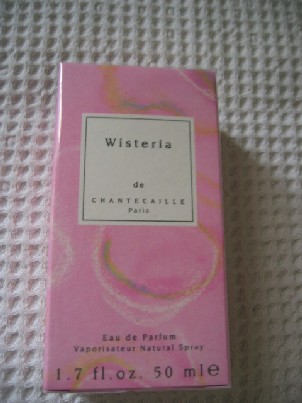 Wisteria
de
CHANTECAILLE
Paris
Eau de Parfum
Vaporisateur Natural Spray
1.7 fl.oz. 50 ml℮